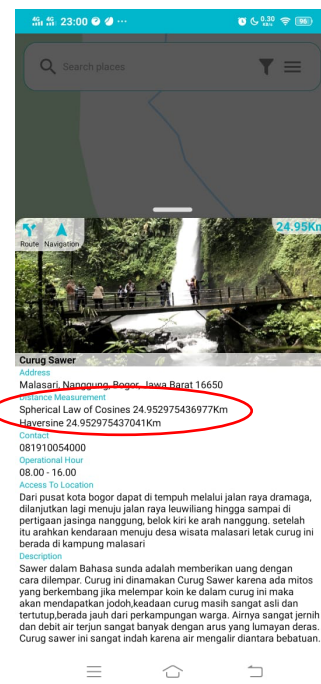 4G 4G 23:00 ... 0.30 KB/s 96
Search places
24.95Km
Route Navigation
Curug Sawer
Address
Malasari, Nanggung, Bogor, Jawa Barat 16650
Distance Measurement
Spherical Law of Cosines 24.952975436977Km
Haversine 24.952975437041Km
Contact
081910054000
Operational Hour
08.00 - 16.00
Access To Location
Dari pusat kota bogor dapat di tempuh melalui jalan raya dramaga,
dilanjutkan lagi menuju jalan raya leuwiliang hingga sampai di
pertigaan jasinga nanggung, belok kiri ke arah nanggung. setelah
itu arahkan kendaraan menuju desa wisata malasari letak curug ini
berada di kampung malasari
Description
Sawer dalam Bahasa sunda adalah memberikan uang dengan
cara dilempar. Curug ini dinamakan Curug Sawer karena ada mitos
yang berkembang jika melempar koin ke dalam curug ini maka
akan mendapatkan jodoh,keadaan curug masih sangat asli dan
tertutup,berada jauh dari perkampungan warga. Airnya sangat jernih
dan debit air terjun sangat banyak dengan arus yang lumayan deras.
Curug sawer ini sangat indah karena air mengalir diantara bebatuan.